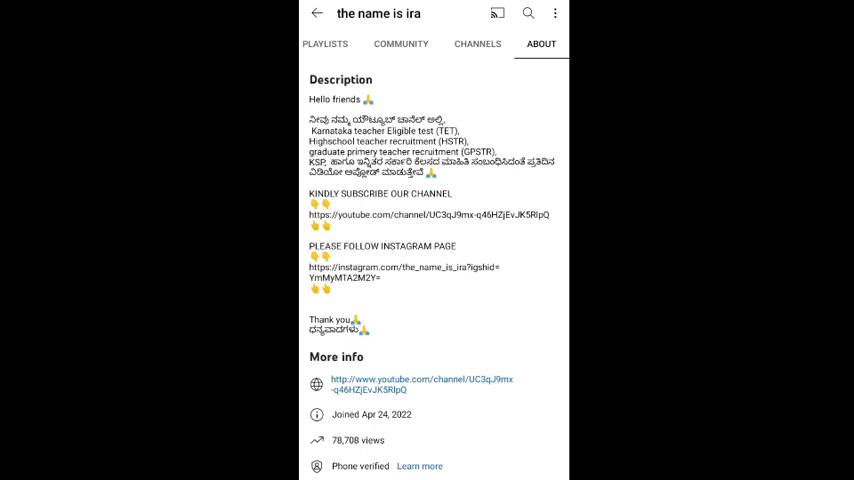 the name is ira
PLAYLISTS COMMUNITY CHANNELS ABOUT
Description
Hello friends 🙏
ನೀವು ನಮ್ಮ ಯೌಟ್ಯೂಬ್ ಚಾನೆಲ್ ಅಲ್ಲಿ,
Karnataka teacher Eligible test (TET),
Highschool teacher recruitment (HSTR),
graduate primery teacher recruitment (GPSTR),
KSP, ಹಾಗೂ ಇನ್ನಿತರ ಸರ್ಕಾರಿ ಕೆಲಸದ ಮಾಹಿತಿ ಸಂಬಂಧಿಸಿದಂತೆ ಪ್ರತಿದಿನ
ವಿಡಿಯೋ ಅಪ್ಲೋಡ್ ಮಾಡುತ್ತೇವೆ 🙏
KINDLY SUBSCRIBE OUR CHANNEL
👇👇
https://youtube.com/channel/UC3qJ9mx-q46HZjEvJK5RlpQ
👆👆
PLEASE FOLLOW INSTAGRAM PAGE
👇👇
https://instagram.com/the_name_is_ira?igshid=
YmMyMTA2M2Y=
👆👆
Thank you🙏
ಧನ್ಯವಾದಗಳು🙏
More info
http://www.youtube.com/channel/UC3qJ9mx
-q46HZjEvJK5RlpQ
Joined Apr 24, 2022
78,708 views
Phone verified Learn more